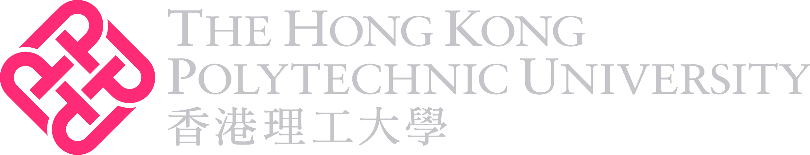 THE HONG KONG
POLYTECHNIC UNIVERSITY
香港理工大學